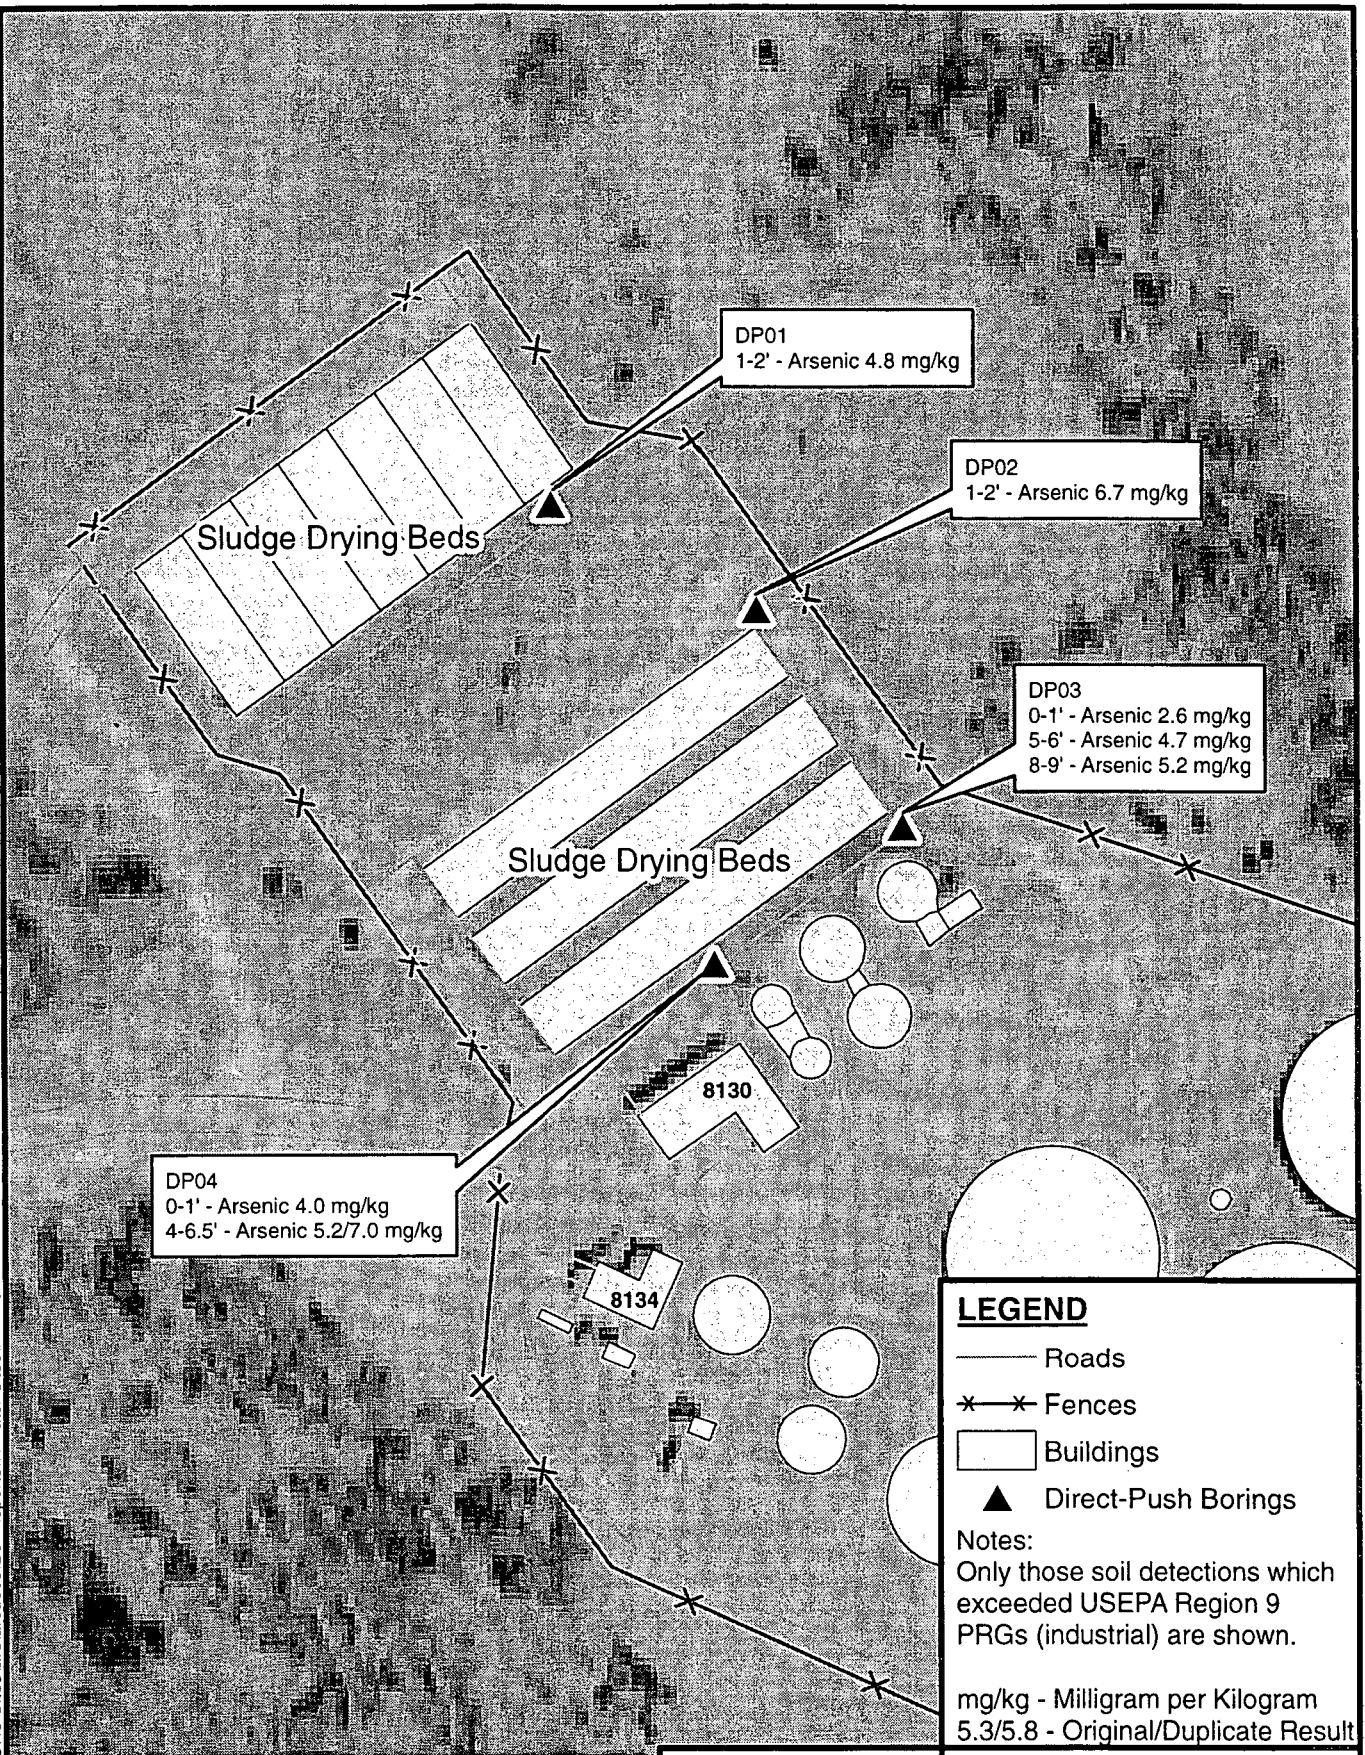 DP01
1-2' - Arsenic 4.8 mg/kg
DP02
1-2' - Arsenic 6.7 mg/kg
Sludge Drying Beds
DP03
0-1' - Arsenic 2.6 mg/kg
5-6' - Arsenic 4.7 mg/kg
8-9' - Arsenic 5.2 mg/kg
Sludge Drying Beds
8130
DP04
0-1' - Arsenic 4.0 mg/kg
4-6.5' - Arsenic 5.2/7.0 mg/kg
8134
LEGEND
Roads
Fences
Buildings
Direct-Push Borings
Notes:
Only those soil detections which
exceeded USEPA Region 9
PRGs (industrial) are shown.
mg/kg - Milligram per Kilogram
5.3/5.8 - Original/Duplicate Result